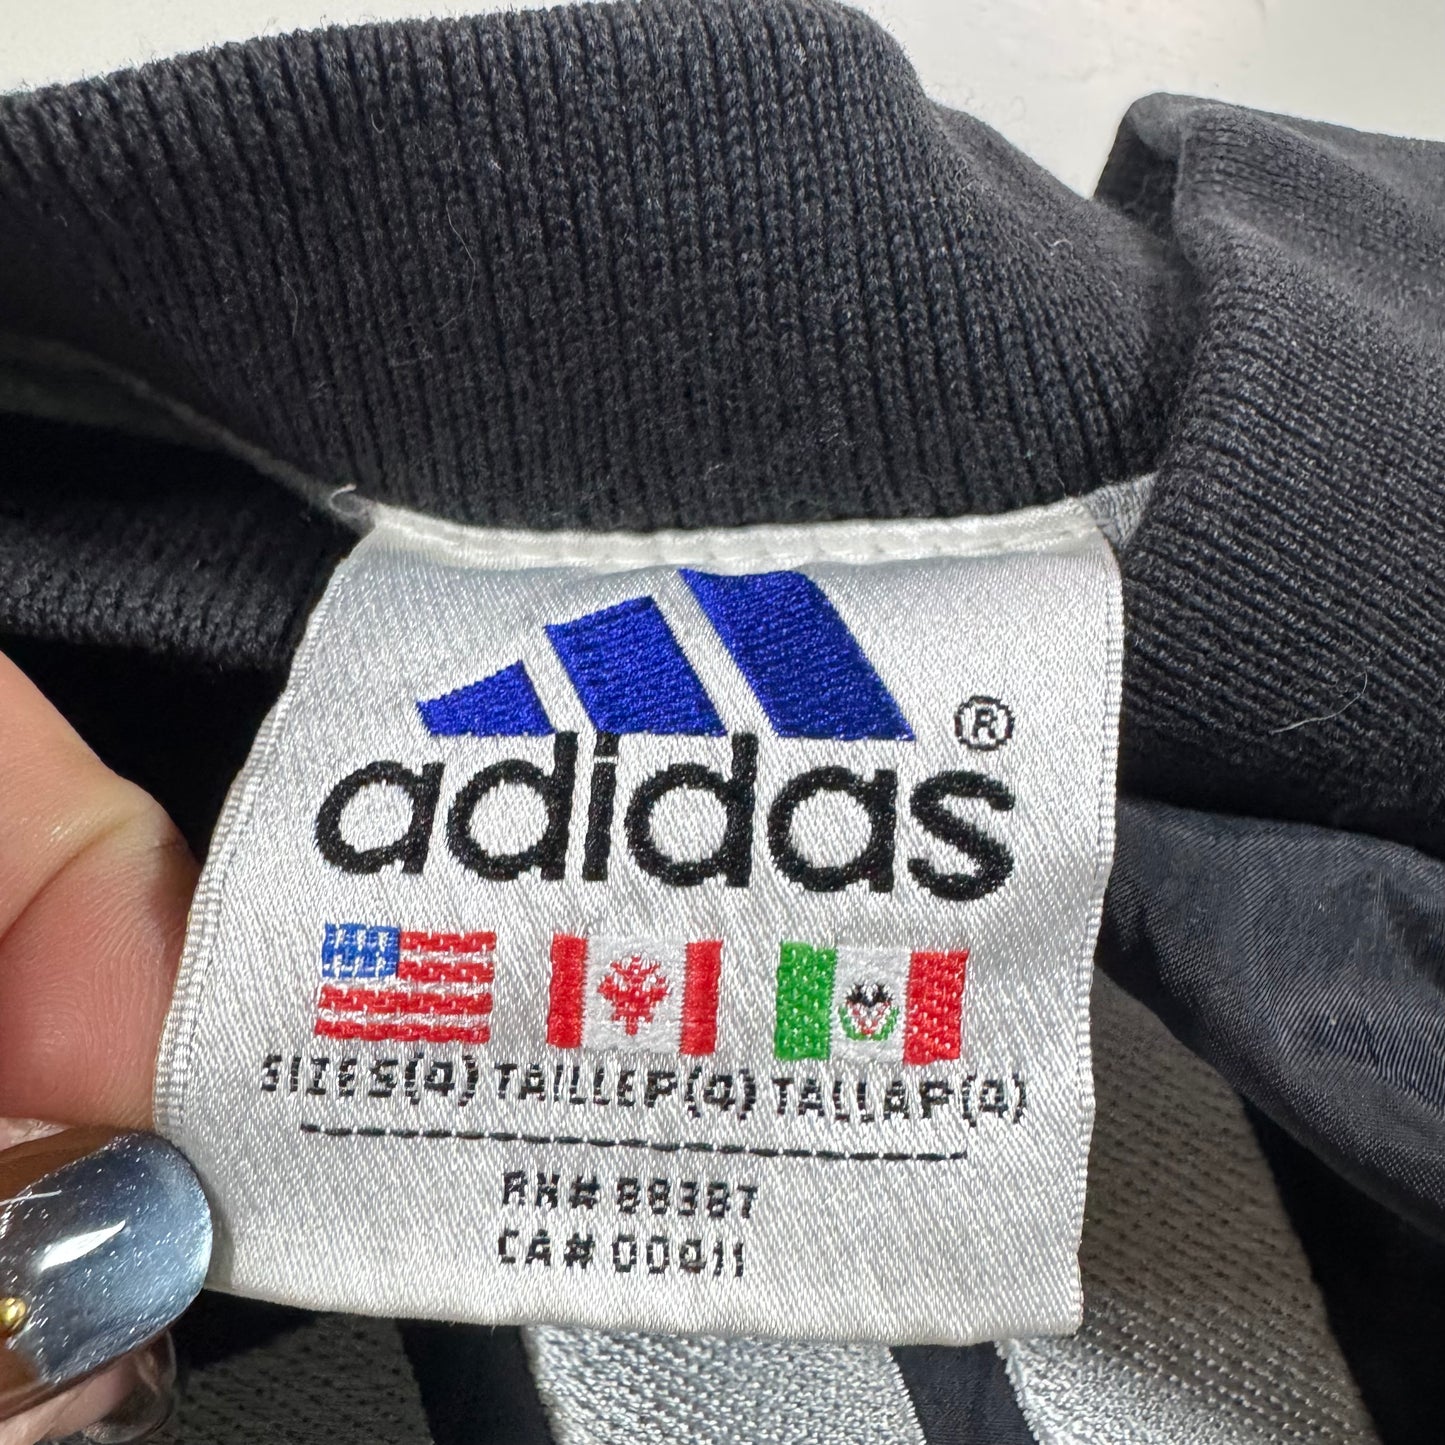 adidas ®
SIZE S(4) TAILLE P(4) TALLA P(4)
RN# 88387
CA# 00411